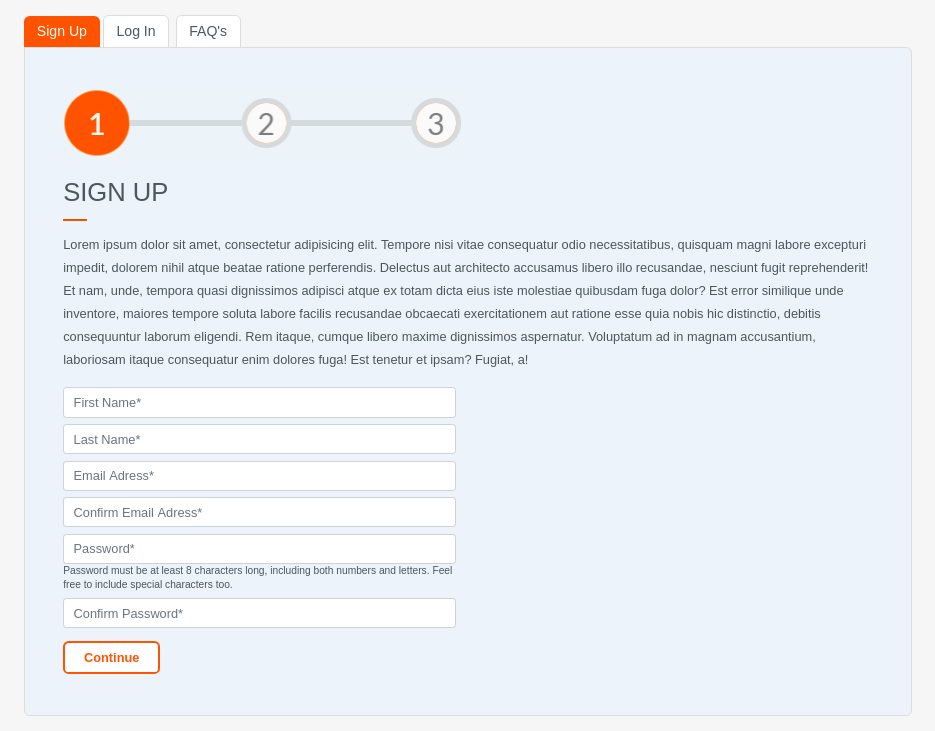 Sign Up
Log In
FAQ's
1
2
3
SIGN UP
Lorem ipsum dolor sit amet, consectetur adipisicing elit. Tempore nisi vitae consequatur odio necessitatibus, quisquam magni labore excepturi
impedit, dolorem nihil atque beatae ratione perferendis. Delectus aut architecto accusamus libero illo recusandae, nesciunt fugit reprehenderit!
Et nam, unde, tempora quasi dignissimos adipisci atque ex totam dicta eius iste molestiae quibusdam fuga dolor? Est error similique unde
inventore, maiores tempore soluta labore facilis recusandae obcaecati exercitationem aut ratione esse quia nobis hic distinctio, debitis
consequuntur laborum eligendi. Rem itaque, cumque libero maxime dignissimos aspernatur. Voluptatum ad in magnam accusantium,
laboriosam itaque consequatur enim dolores fuga! Est tenetur et ipsam? Fugiat, a!
First Name*
Last Name*
Email Adress*
Confirm Email Adress*
Password*
Password must be at least 8 characters long, including both numbers and letters. Feel
free to include special characters too.
Confirm Password*
Continue